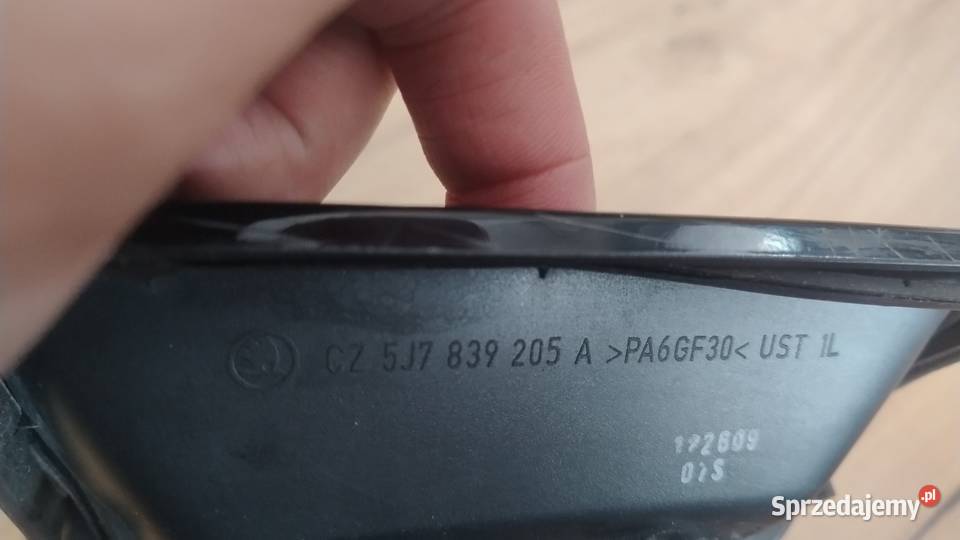 CZ 5J7 839 205 A >PA6GF30< UST 1L
Sprzedajemy.pl